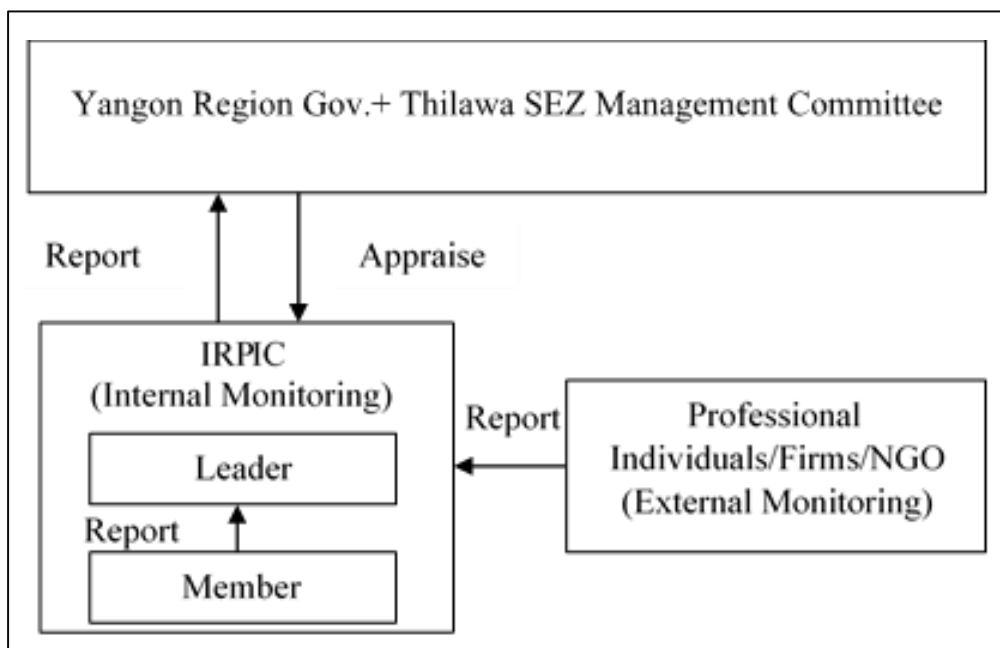 Yangon Region Gov.+ Thilawa SEZ Management Committee
Report
Appraise
IRPIC
(Internal Monitoring)
Leader
Report
Member
Report
Professional
Individuals/Firms/NGO
(External Monitoring)